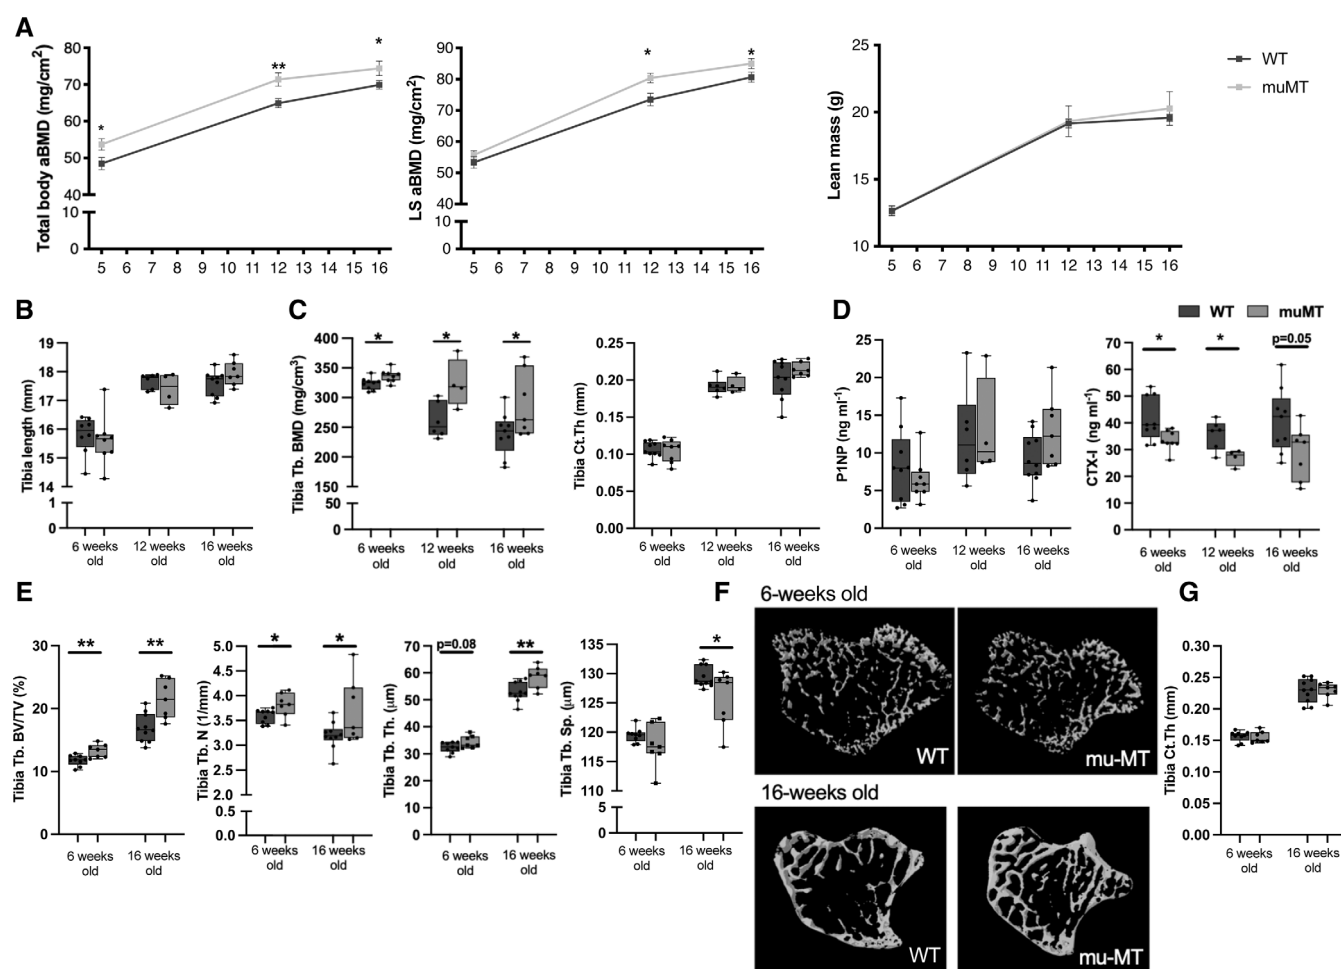 A
Total body aBMD (mg/cm²)
80
70
60
50
40
10
0
5 6 7 8 9 10 11 12 13 14 15 16
*
**
*
LS aBMD (mg/cm²)
90
80
70
60
50
40
10
0
5 6 7 8 9 10 11 12 13 14 15 16
*
*
Lean mass (g)
25
20
15
10
5 6 7 8 9 10 11 12 13 14 15 16
WT
muMT
B
Tibia length (mm)
19
18
17
16
15
14
1
0
6 weeks old
12 weeks old
16 weeks old
C
Tibia Tb. BMD (mg/cm³)
400
350
300
250
200
150
50
0
*
*
*
6 weeks old
12 weeks old
16 weeks old
Tibia Ct.Th (mm)
0.25
0.20
0.15
0.10
0.05
0.00
6 weeks old
12 weeks old
16 weeks old
D
WT
muMT
P1NP (ng ml⁻¹)
25
20
15
10
5
0
6 weeks old
12 weeks old
16 weeks old
CTX-I (ng ml⁻¹)
70
60
50
40
30
20
10
0
*
*
p=0.05
6 weeks old
12 weeks old
16 weeks old
E
Tibia Tb. BV/TV (%)
30
20
10
0
**
**
6 weeks old
16 weeks old
Tibia Tb. N (1/mm)
5.0
4.5
4.0
3.5
3.0
2.5
2.0
0.5
0.0
*
*
6 weeks old
16 weeks old
Tibia Tb. Th. (µm)
70
60
50
40
30
20
10
0
p=0.08
**
6 weeks old
16 weeks old
Tibia Tb. Sp. (µm)
135
130
125
120
115
110
5
0
*
6 weeks old
16 weeks old
F
6-weeks old
WT
mu-MT
16-weeks old
WT
mu-MT
G
Tibia Ct.Th (mm)
0.30
0.25
0.20
0.15
0.10
0.05
0.00
6 weeks old
16 weeks old